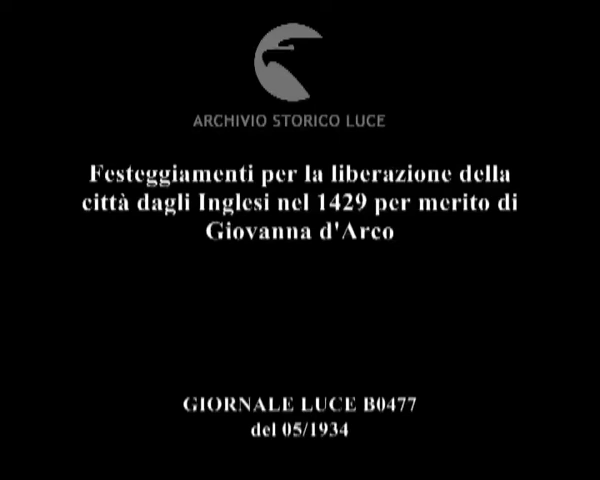 ARCHIVIO STORICO LUCE
Festeggiamenti per la liberazione della
città dagli Inglesi nel 1429 per merito di
Giovanna d'Arco
GIORNALE LUCE B0477
del 05/1934